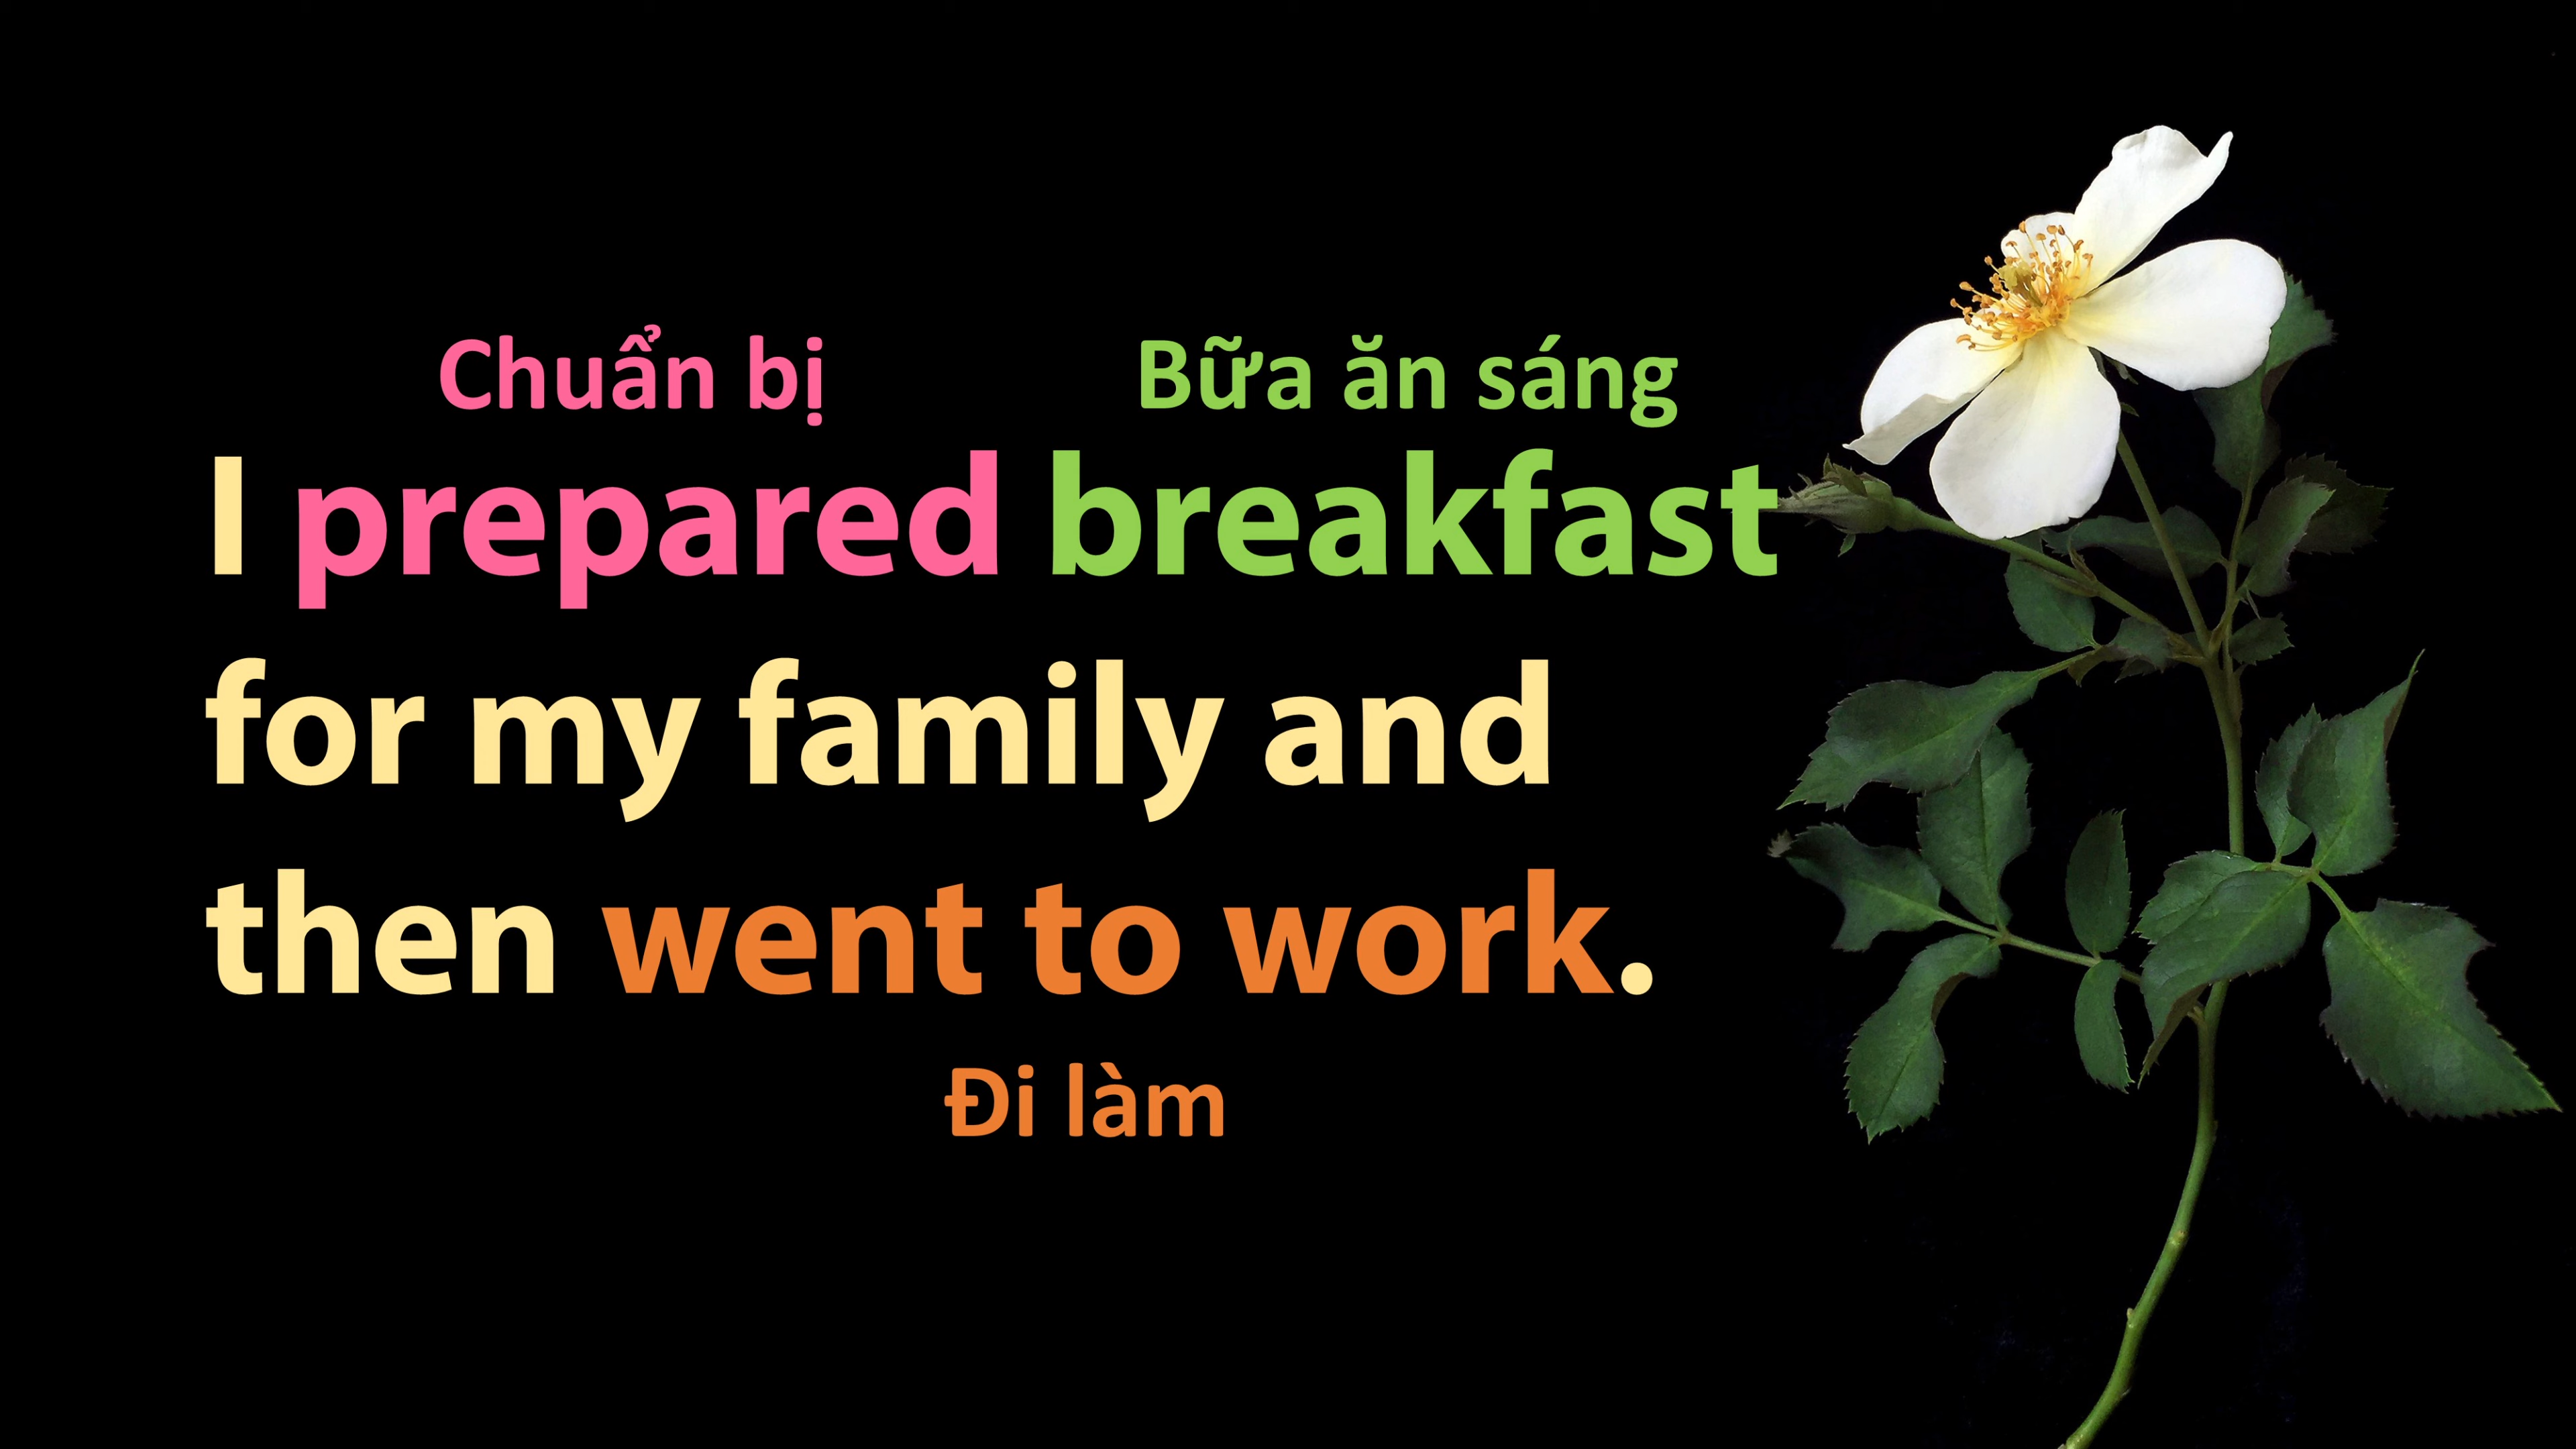 Chuẩn bị Bữa ăn sáng
I prepared breakfast
for my family and
then went to work.
Đi làm